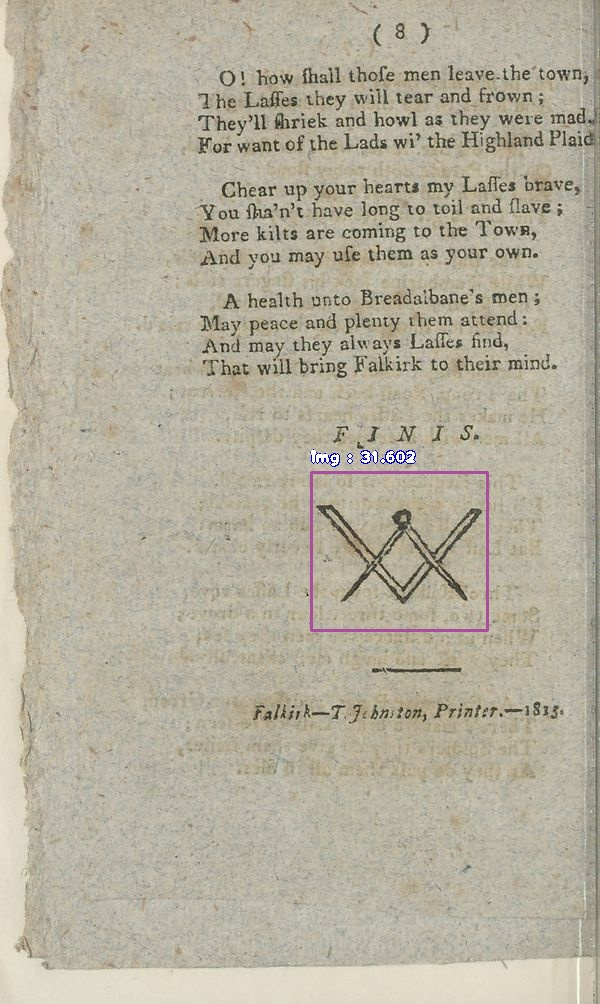 ( 8 )
O! how ſhall thoſe men leave the town,
The Laſſes they will tear and frown;
They'll ſhriek and howl as they were mad,
For want of the Lads wi' the Highland Plaid
Chear up your hearts my Laſſes brave,
You ſha'n't have long to toil and ſlave;
More kilts are coming to the Town,
And you may uſe them as your own.
A health unto Breadalbane's men;
May peace and plenty them attend:
And may they always Laſſes find,
That will bring Falkirk to their mind.
FINIS.
img : 31.602
Falkirk—T. Johnston, Printer.—1815.